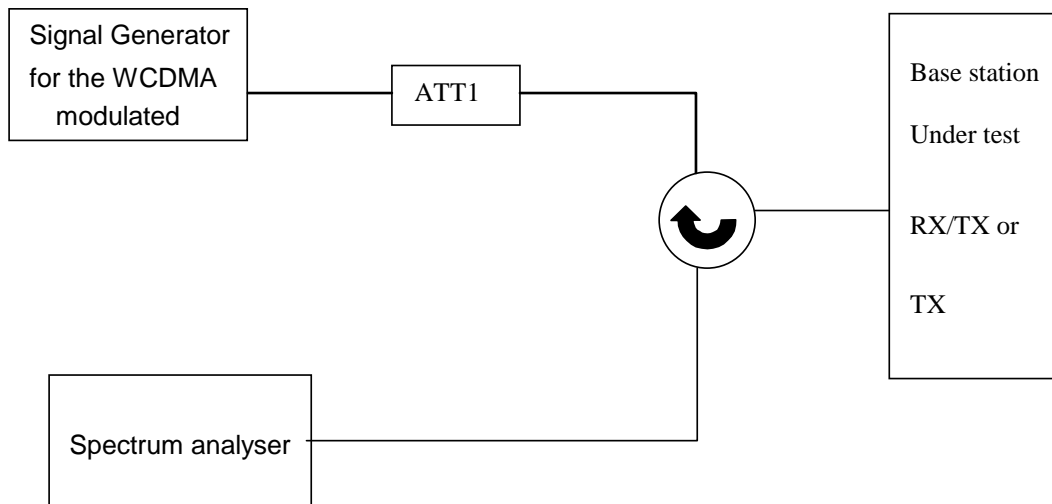 Signal Generator
for the WCDMA
modulated
ATT1
Base station
Under test
RX/TX or
TX
Spectrum analyser